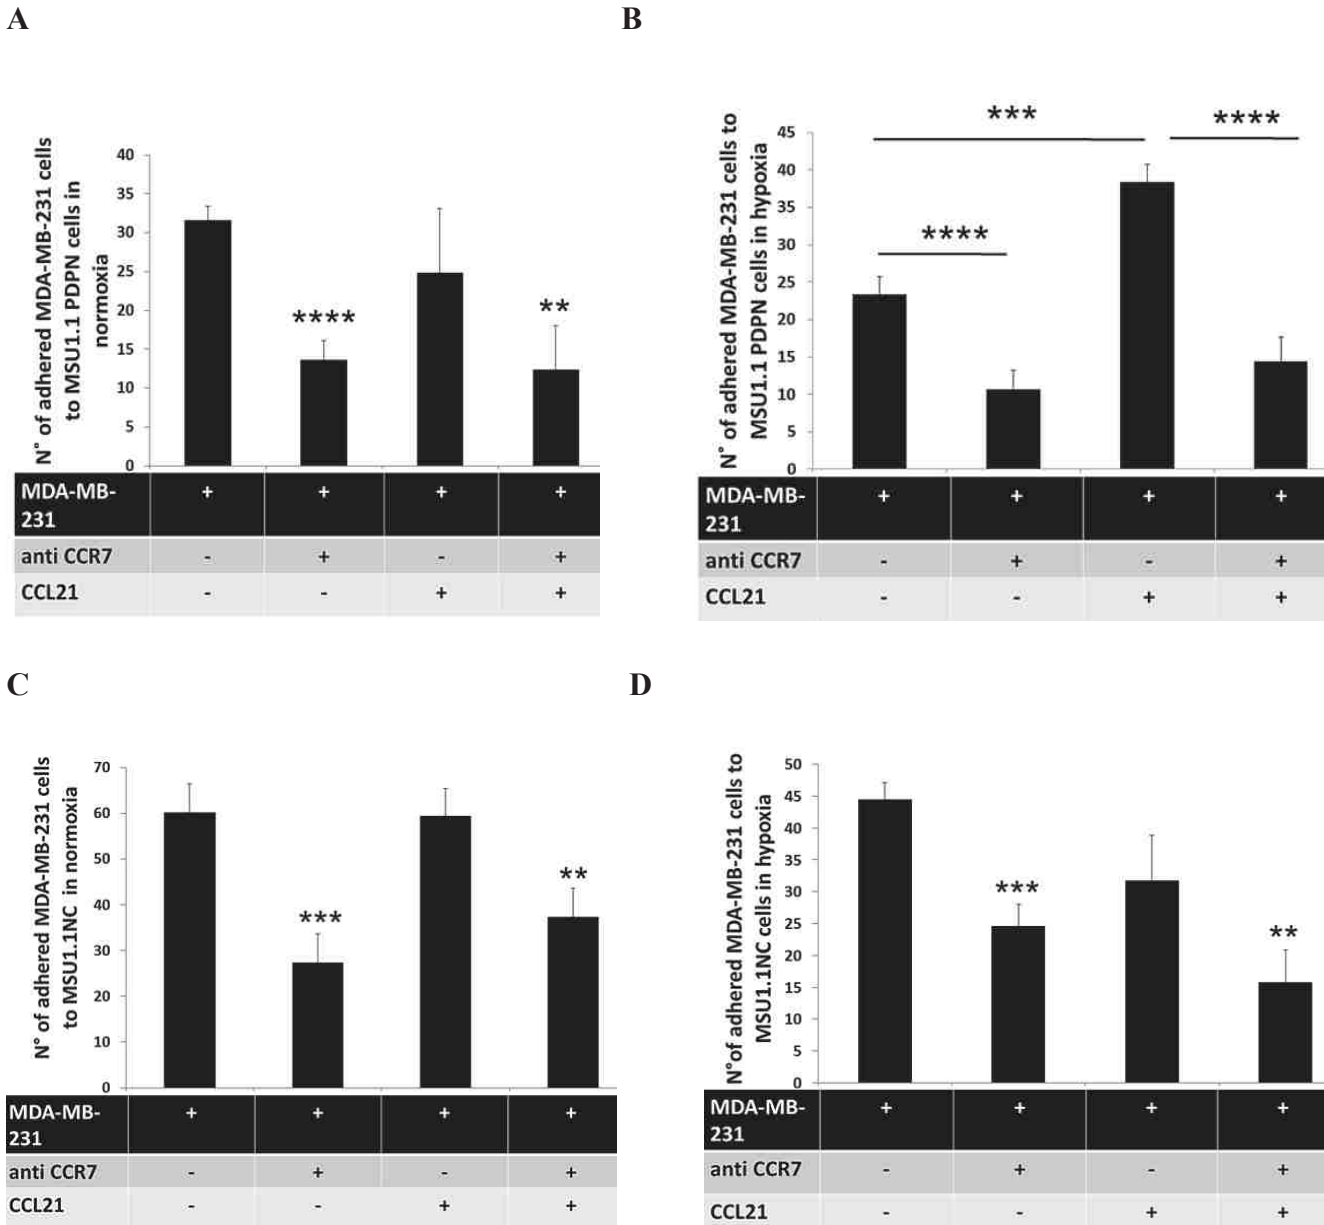 A
N° of adhered MDA-MB-231 cells
to MSU1.1 PDPN cells in
normoxia
40
35
30
25
20
15
10
5
0
****
**
MDA-MB- + + + +
231
anti CCR7 - + - +
CCL21 - - + +
B
N° of adhered MDA-MB-231 cells to
MSU1.1 PDPN cells in hypoxia
45
40
35
30
25
20
15
10
5
0
***
****
****
MDA-MB- + + + +
231
anti CCR7 - + - +
CCL21 - - + +
C
N° of adhered MDA-MB-231 cells
to MSU1.1NC in normoxia
70
60
50
40
30
20
10
0
***
**
MDA-MB- + + + +
231
anti CCR7 - + - +
CCL21 - - + +
D
N°of adhered MDA-MB-231 cells to
MSU1.1NC cells in hypoxia
50
45
40
35
30
25
20
15
10
5
0
***
**
MDA-MB- + + + +
231
anti CCR7 - + - +
CCL21 - - + +